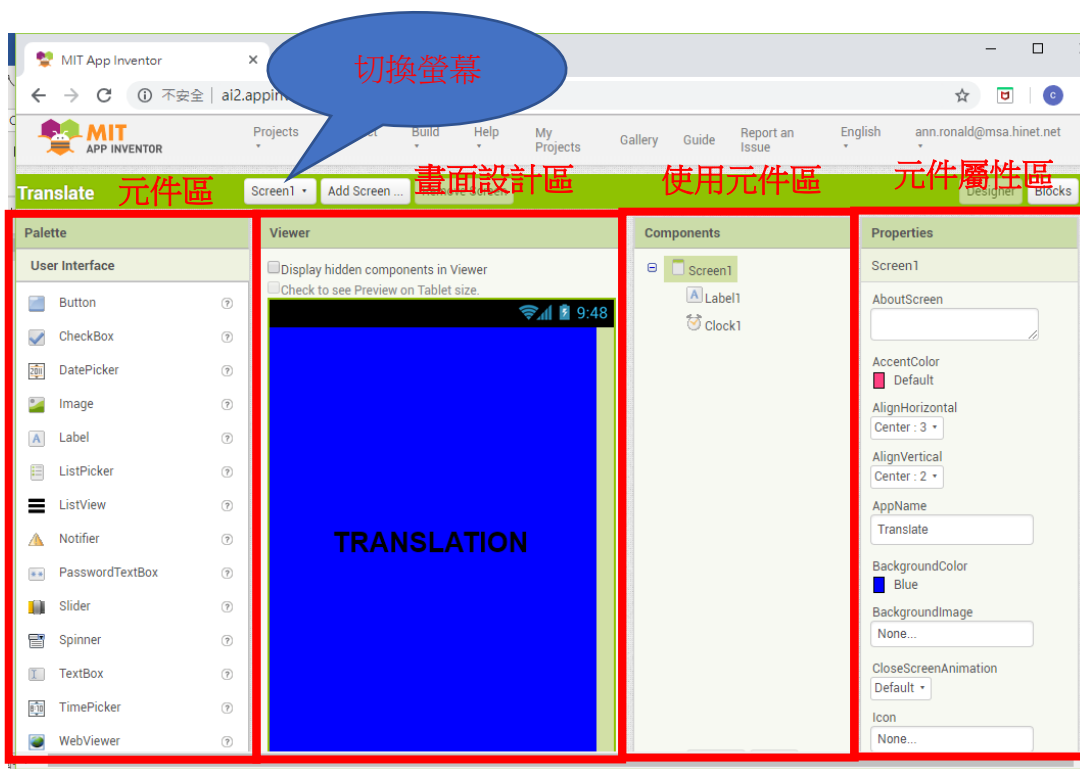 MIT App Inventor
切換螢幕
不安全
MIT
APP INVENTOR
Projects
Build
Help
My
Projects
Gallery
Guide
Report an
Issue
English
ann.ronald@msa.hinet.net
Translate
元件區
Screen1
Add Screen ...
畫面設計區
使用元件區
元件屬性區
Designer
Blocks
Palette
User Interface
Button
CheckBox
DatePicker
Image
Label
ListPicker
ListView
Notifier
PasswordTextBox
Slider
Spinner
TextBox
TimePicker
WebViewer
Viewer
Display hidden components in Viewer
Check to see Preview on Tablet size.
9:48
TRANSLATION
Components
Screen1
Label1
Clock1
Properties
Screen1
AboutScreen
AccentColor
Default
AlignHorizontal
Center : 3
AlignVertical
Center : 2
AppName
Translate
BackgroundColor
Blue
BackgroundImage
None...
CloseScreenAnimation
Default
Icon
None...